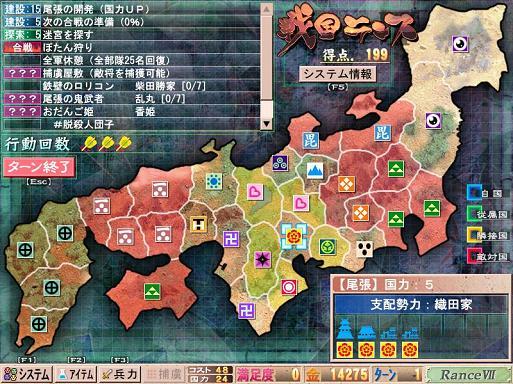 建設:15 尾張の開発(国力UP)
建設:5 次の合戦の準備(0%)
探索:5 迷宮を探す
合戦 ぼたん狩り
全軍休憩(全部隊25名回復)
捕虜屋敷(敵将を捕獲可能)
鉄壁のロリコン 柴田勝家 [0/7]
??? 尾張の鬼武者 乱丸 [0/7]
??? おだんご姫 香姫
#脱殺人団子
行動回数
ターン終了
[Esc]
戦国ニュース
得点. 199
システム情報
[F5]
毘
毘
卍
卍
自国
従属国
隣接国
敵対国
【尾張】国力:5
支配勢力:織田家
[F1] [F2] [F3]
システム アイテム 兵力 捕虜 コスト 48 国力 24 満足度 0 金 14275 ターン 1 Rance Ⅶ